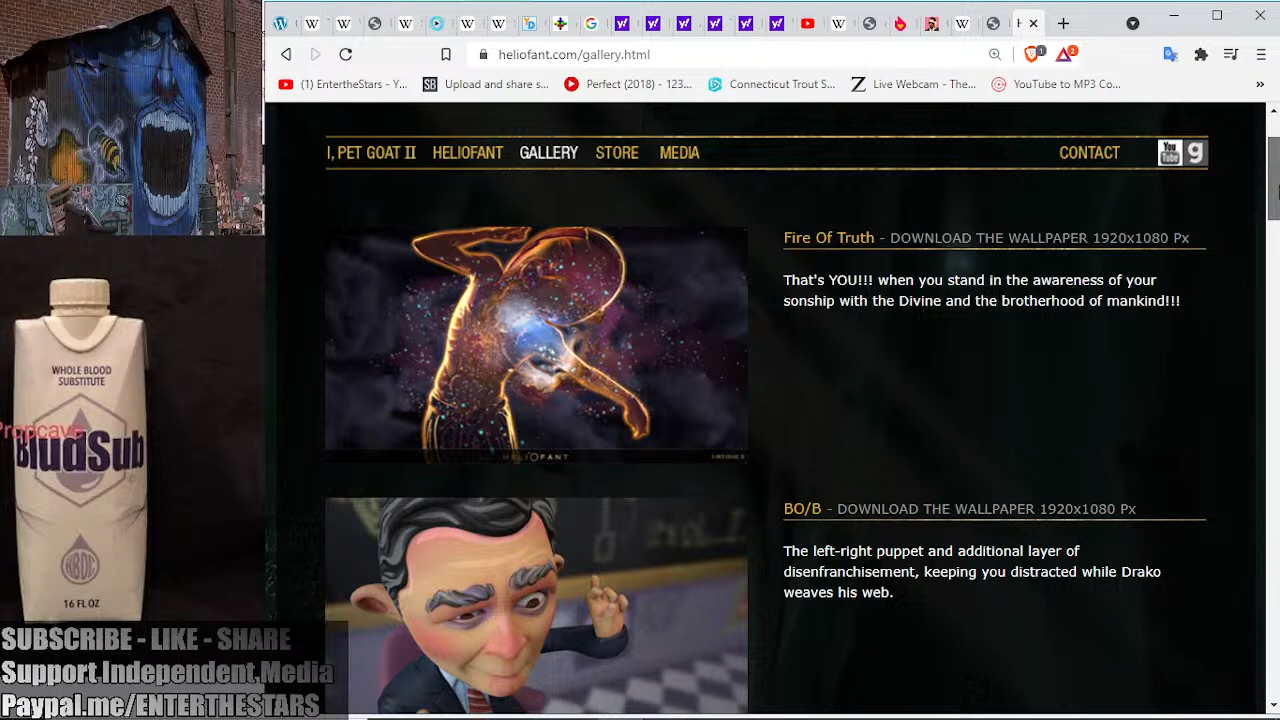 heliofant.com/gallery.html
(1) EntertheStars - Y...
Upload and share s...
Perfect (2018) - 123...
Connecticut Trout S...
Live Webcam - The...
YouTube to MP3 Co...
I, PET GOAT II
HELIOFANT
GALLERY
STORE
MEDIA
CONTACT
You
Tube
g
Fire Of Truth - DOWNLOAD THE WALLPAPER 1920x1080 Px
That's YOU!!! when you stand in the awareness of your
sonship with the Divine and the brotherhood of mankind!!!
HELIOFANT
BO/B - DOWNLOAD THE WALLPAPER 1920x1080 Px
The left-right puppet and additional layer of
disenfranchisement, keeping you distracted while Drako
weaves his web.
WHOLE BLOOD
SUBSTITUTE
Propcave
BludSub
HBOC
16 FL OZ
SUBSCRIBE - LIKE - SHARE
Support Independent Media
Paypal.me/ENTERTHESTARS